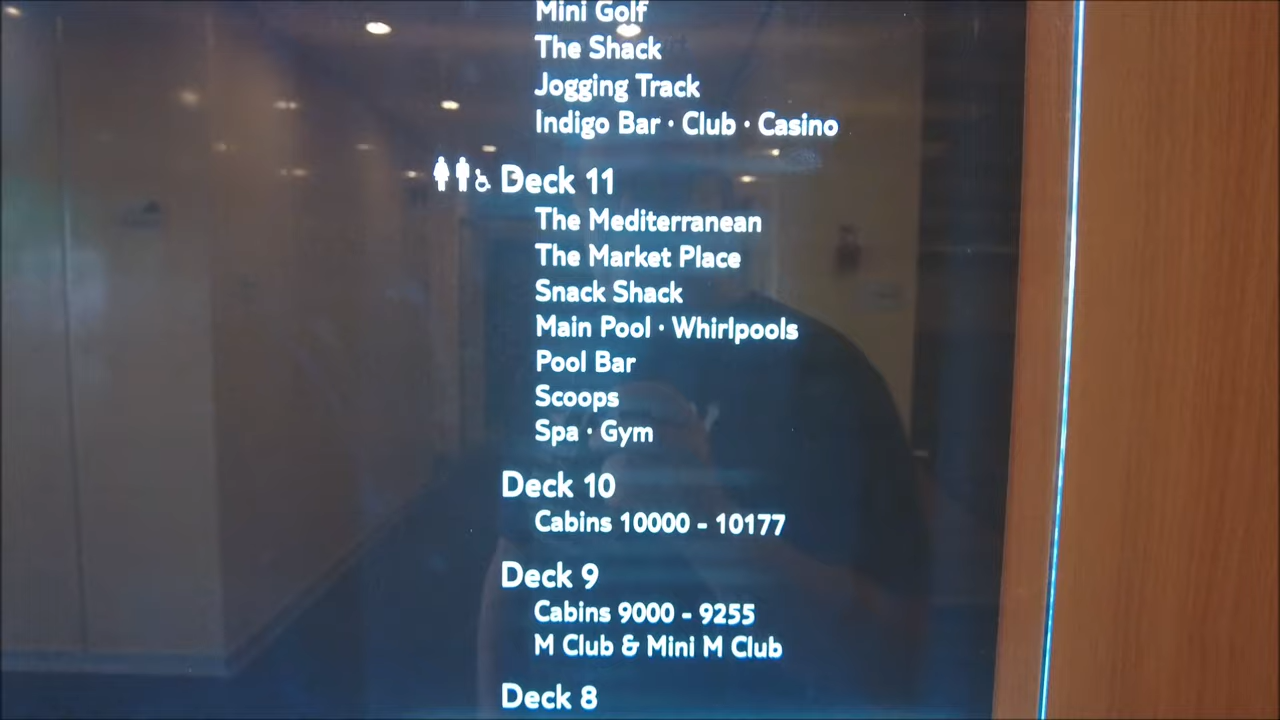 Mini Golf
The Shack
Jogging Track
Indigo Bar · Club · Casino
Deck 11
The Mediterranean
The Market Place
Snack Shack
Main Pool · Whirlpools
Pool Bar
Scoops
Spa · Gym
Deck 10
Cabins 10000 - 10177
Deck 9
Cabins 9000 - 9255
M Club & Mini M Club
Deck 8